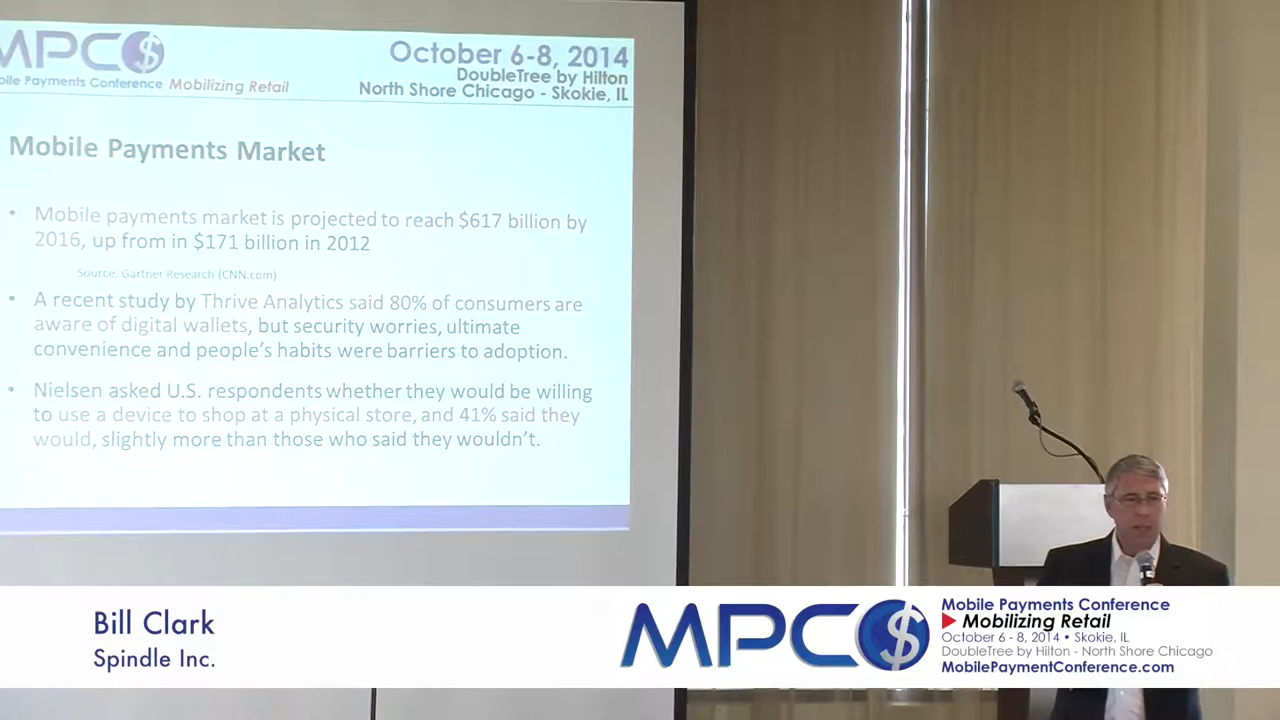 MPC$
October 6-8, 2014
DoubleTree by Hilton
North Shore Chicago - Skokie, IL
Payments Conference Mobilizing Retail
Mobile Payments Market
• Mobile payments market is projected to reach $617 billion by
2016, up from in $171 billion in 2012
Source: Gartner Research (CNN.com)
• A recent study by Thrive Analytics said 80% of consumers are
aware of digital wallets, but security worries, ultimate
convenience and people's habits were barriers to adoption.
• Nielsen asked U.S. respondents whether they would be willing
to use a device to shop at a physical store, and 41% said they
would, slightly more than those who said they wouldn't.
Bill Clark
Spindle Inc.
MPC$
Mobile Payments Conference
Mobilizing Retail
October 6 - 8, 2014 • Skokie, IL
DoubleTree by Hilton - North Shore Chicago
MobilePaymentConference.com